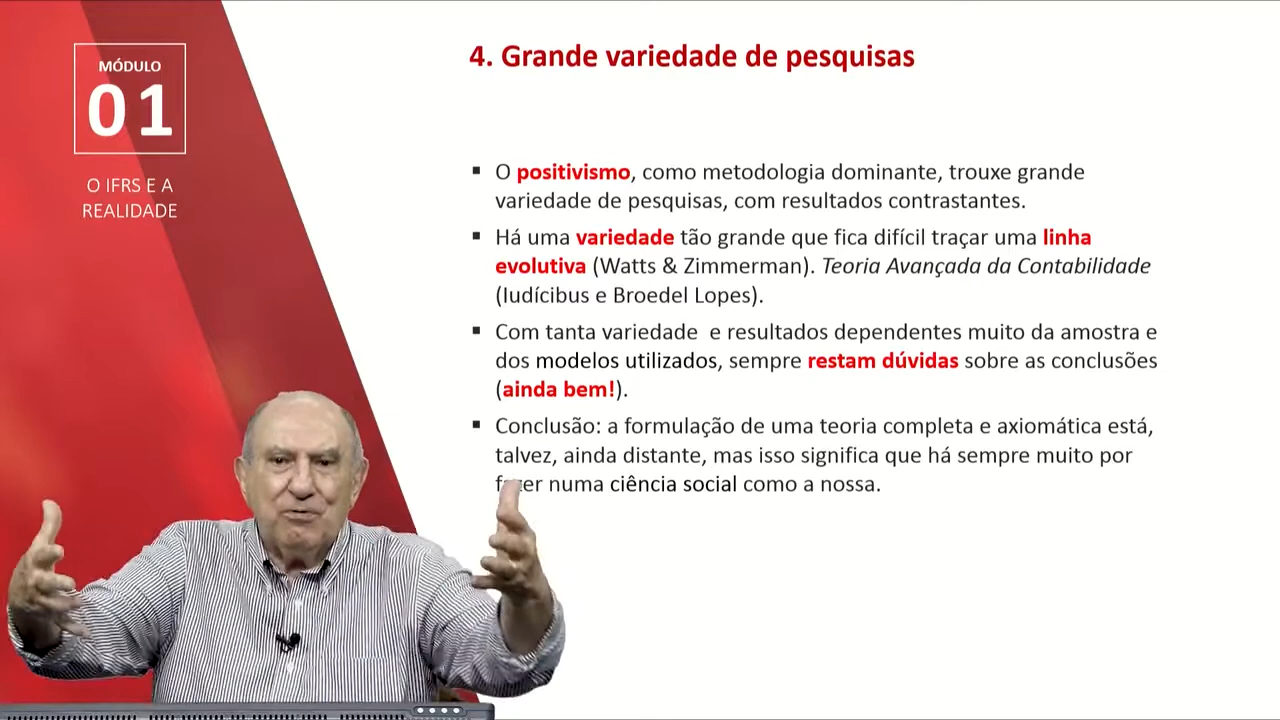 MÓDULO
01
O IFRS E A
REALIDADE
4. Grande variedade de pesquisas
▪ O positivismo, como metodologia dominante, trouxe grande
variedade de pesquisas, com resultados contrastantes.
▪ Há uma variedade tão grande que fica difícil traçar uma linha
evolutiva (Watts & Zimmerman). Teoria Avançada da Contabilidade
(Iudícibus e Broedel Lopes).
▪ Com tanta variedade e resultados dependentes muito da amostra e
dos modelos utilizados, sempre restam dúvidas sobre as conclusões
(ainda bem!).
▪ Conclusão: a formulação de uma teoria completa e axiomática está,
talvez, ainda distante, mas isso significa que há sempre muito por
fazer numa ciência social como a nossa.